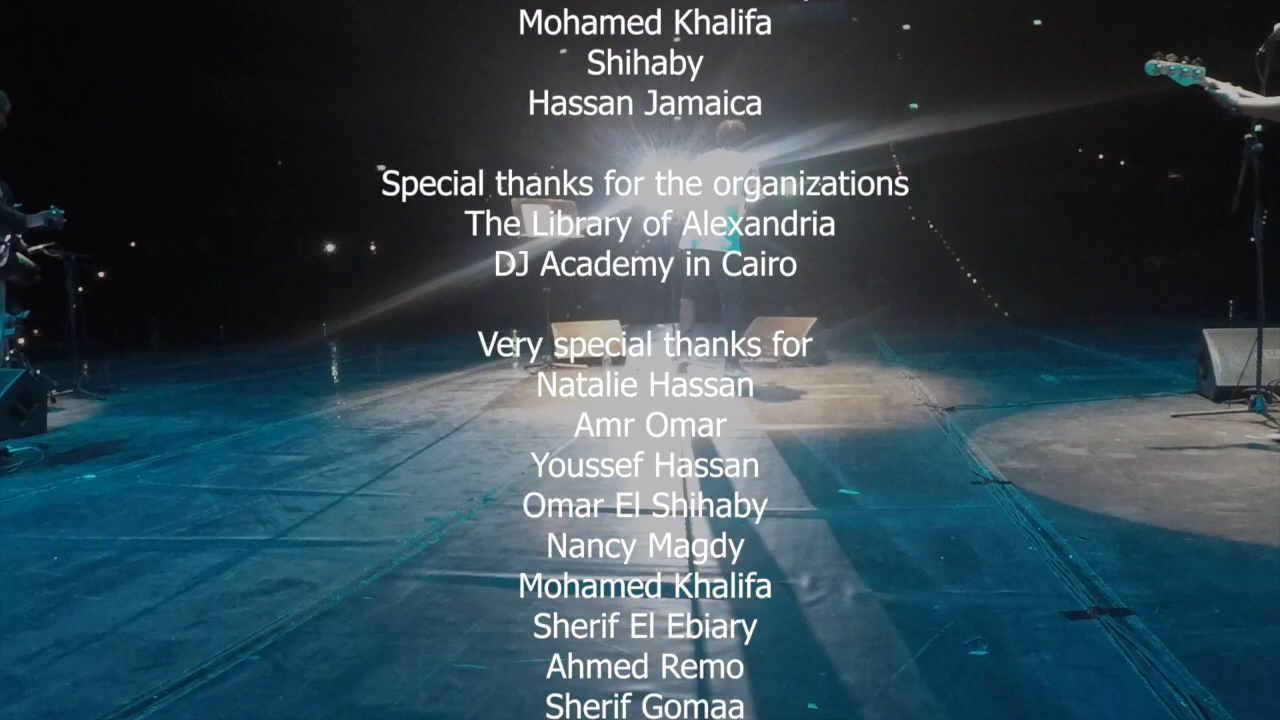 Mohamed Khalifa
Shihaby
Hassan Jamaica
Special thanks for the organizations
The Library of Alexandria
DJ Academy in Cairo
Very special thanks for
Natalie Hassan
Amr Omar
Youssef Hassan
Omar El Shihaby
Nancy Magdy
Mohamed Khalifa
Sherif El Ebiary
Ahmed Remo
Sherif Gomaa